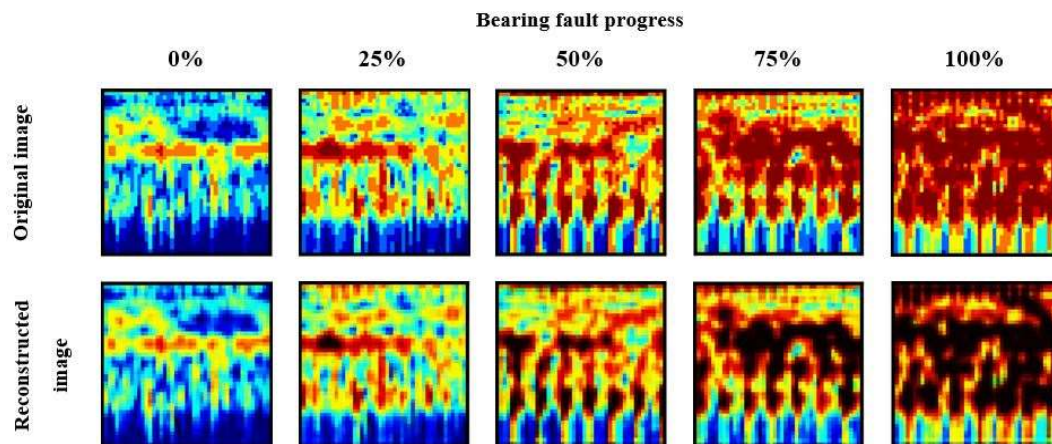 Bearing fault progress
0% 25% 50% 75% 100%
Original image
Reconstructed
image